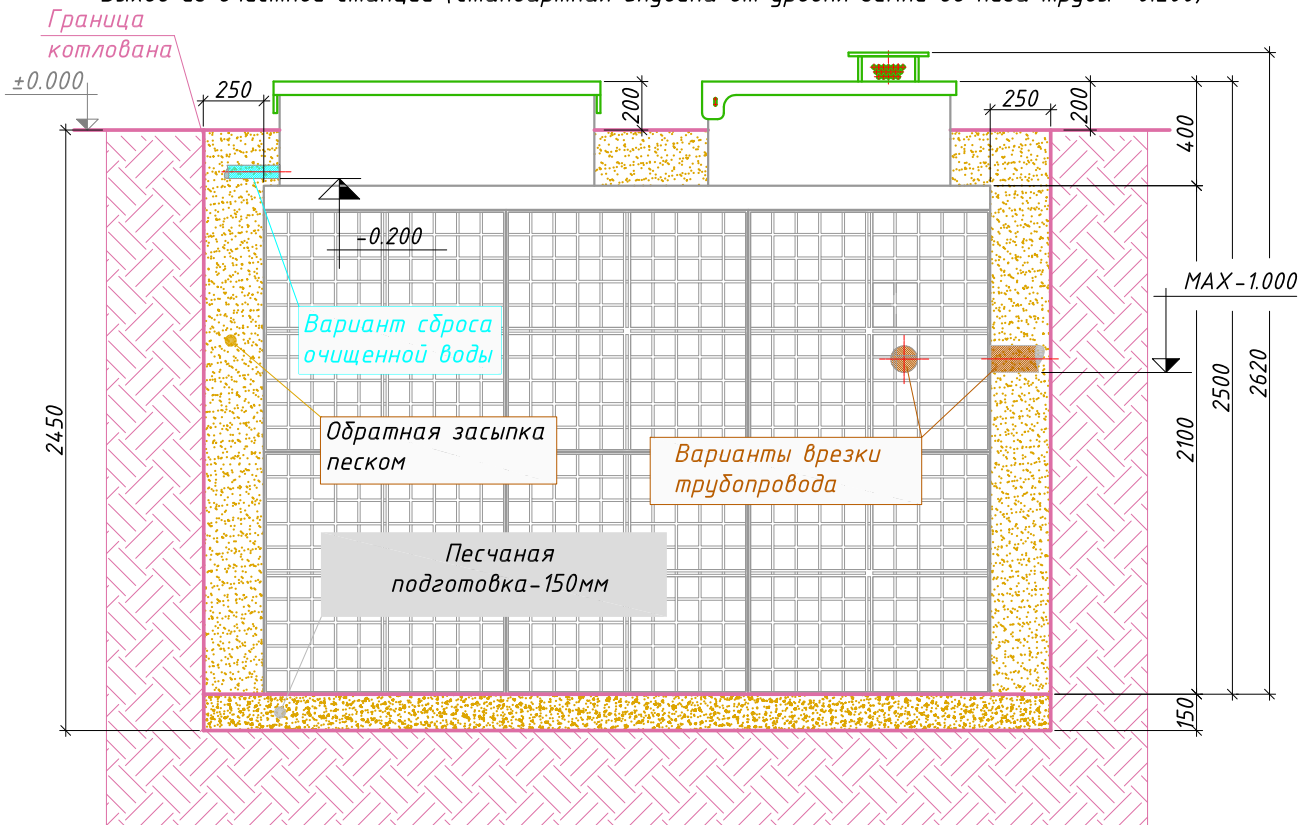 Граница
котлована
±0.000
250
200
250
200
400
-0.200
MAX-1.000
Вариант сброса
очищенной воды
2450
Обратная засыпка
песком
Варианты врезки
трубопровода
2100
2500
2620
Песчаная
подготовка-150мм
150